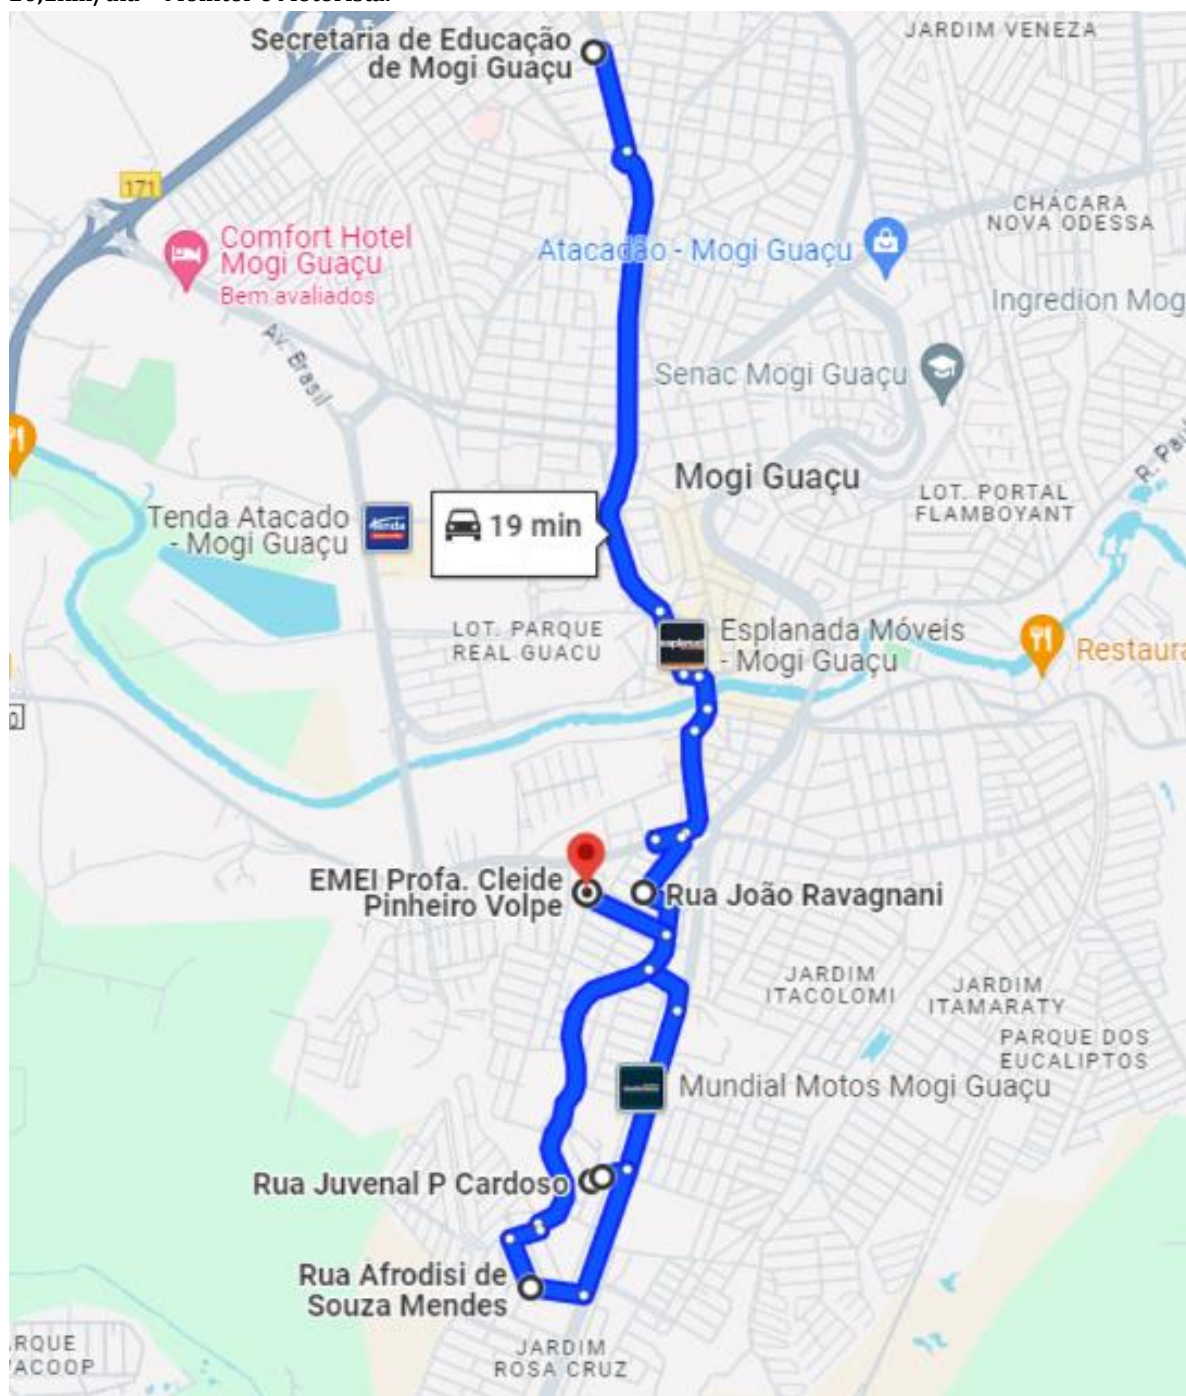 Secretaria de Educação
de Mogi Guaçu
JARDIM VENEZA
171
CHÁCARA
NOVA ODESSA
Comfort Hotel
Mogi Guaçu
Bem avaliados
Atacadão - Mogi Guaçu
Ingredion Mog
Av. Brasil
Senac Mogi Guaçu
Mogi Guaçu
R. Paul
LOT. PORTAL
FLAMBOYANT
Tenda Atacado
- Mogi Guaçu
19 min
LOT. PARQUE
REAL GUACU
Esplanada Móveis
- Mogi Guaçu
Restaura
EMEI Profa. Cleide
Pinheiro Volpe
Rua João Ravagnani
JARDIM
ITACOLOMI
JARDIM
ITAMARATY
PARQUE DOS
EUCALIPTOS
Mundial Motos Mogi Guaçu
Rua Juvenal P Cardoso
Rua Afrodisi de
Souza Mendes
JARDIM
ROSA CRUZ